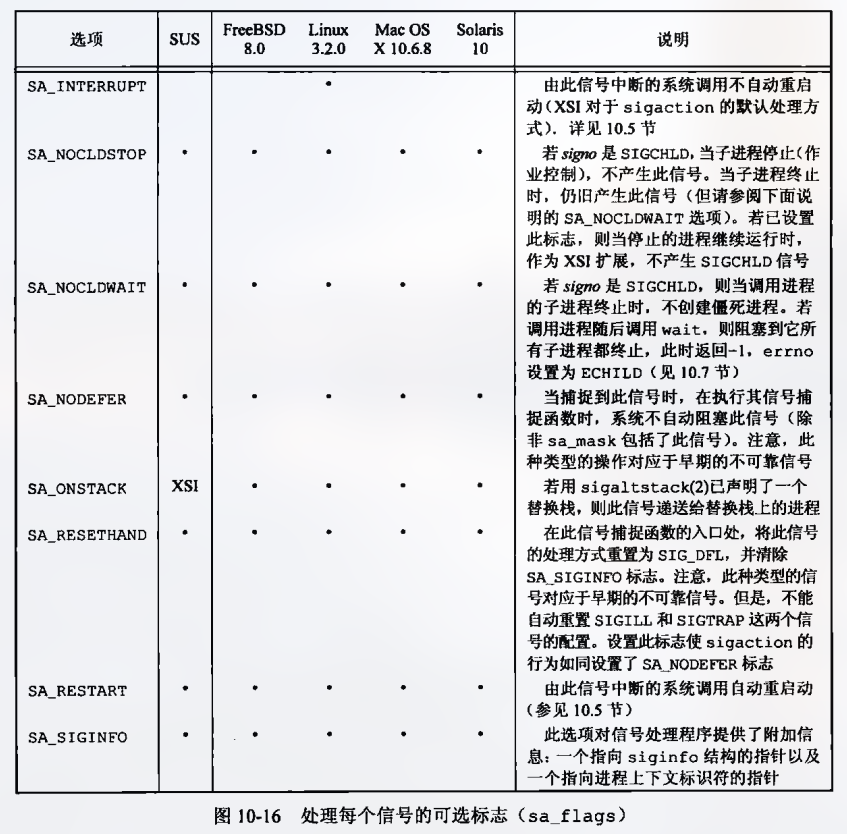 选项 SUS FreeBSD 8.0 Linux 3.2.0 Mac OS X 10.6.8 Solaris 10 说明
SA_INTERRUPT • 由此信号中断的系统调用不自动重启
动(XSI 对于 sigaction 的默认处理方
式). 详见 10.5 节
SA_NOCLDSTOP • • • • • 若 signo 是 SIGCHLD, 当子进程停止(作
业控制), 不产生此信号。当子进程终止
时, 仍旧产生此信号 (但请参阅下面说
明的 SA_NOCLDWAIT 选项)。若已设置
此标志, 则当停止的进程继续运行时,
作为 XSI 扩展, 不产生 SIGCHLD 信号
SA_NOCLDWAIT • • • • • 若 signo 是 SIGCHLD, 则当调用进程
的子进程终止时, 不创建僵死进程。若
调用进程随后调用 wait, 则阻塞到它所
有子进程都终止, 此时返回-1, errno
设置为 ECHILD (见 10.7 节)
SA_NODEFER • • • • • 当捕捉到此信号时, 在执行其信号捕
捉函数时, 系统不自动阻塞此信号 (除
非 sa_mask 包括了此信号)。注意, 此
种类型的操作对应于早期的不可靠信号
SA_ONSTACK XSI • • • • 若用 sigaltstack(2)已声明了一个
替换栈, 则此信号递送给替换栈上的进程
SA_RESETHAND • • • • • 在此信号捕捉函数的入口处, 将此信号
的处理方式重置为 SIG_DFL, 并清除
SA_SIGINFO 标志。注意, 此种类型的信
号对应于早期的不可靠信号。但是, 不能
自动重置 SIGILL 和 SIGTRAP 这两个信
号的配置。设置此标志使 sigaction 的
行为如同设置了 SA_NODEFER 标志
SA_RESTART • • • • • 由此信号中断的系统调用自动重启动
(参见 10.5 节)
SA_SIGINFO • • • • • 此选项对信号处理程序提供了附加信
息: 一个指向 siginfo 结构的指针以及
一个指向进程上下文标识符的指针
图 10-16 处理每个信号的可选标志 (sa_flags)